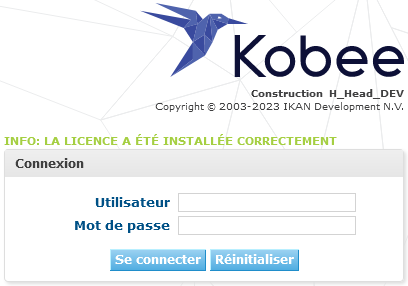 Kobee
Construction H_Head_DEV
Copyright © 2003-2023 IKAN Development N.V.
INFO: LA LICENCE A ÉTÉ INSTALLÉE CORRECTEMENT
Connexion
Utilisateur
Mot de passe
Se connecter Réinitialiser